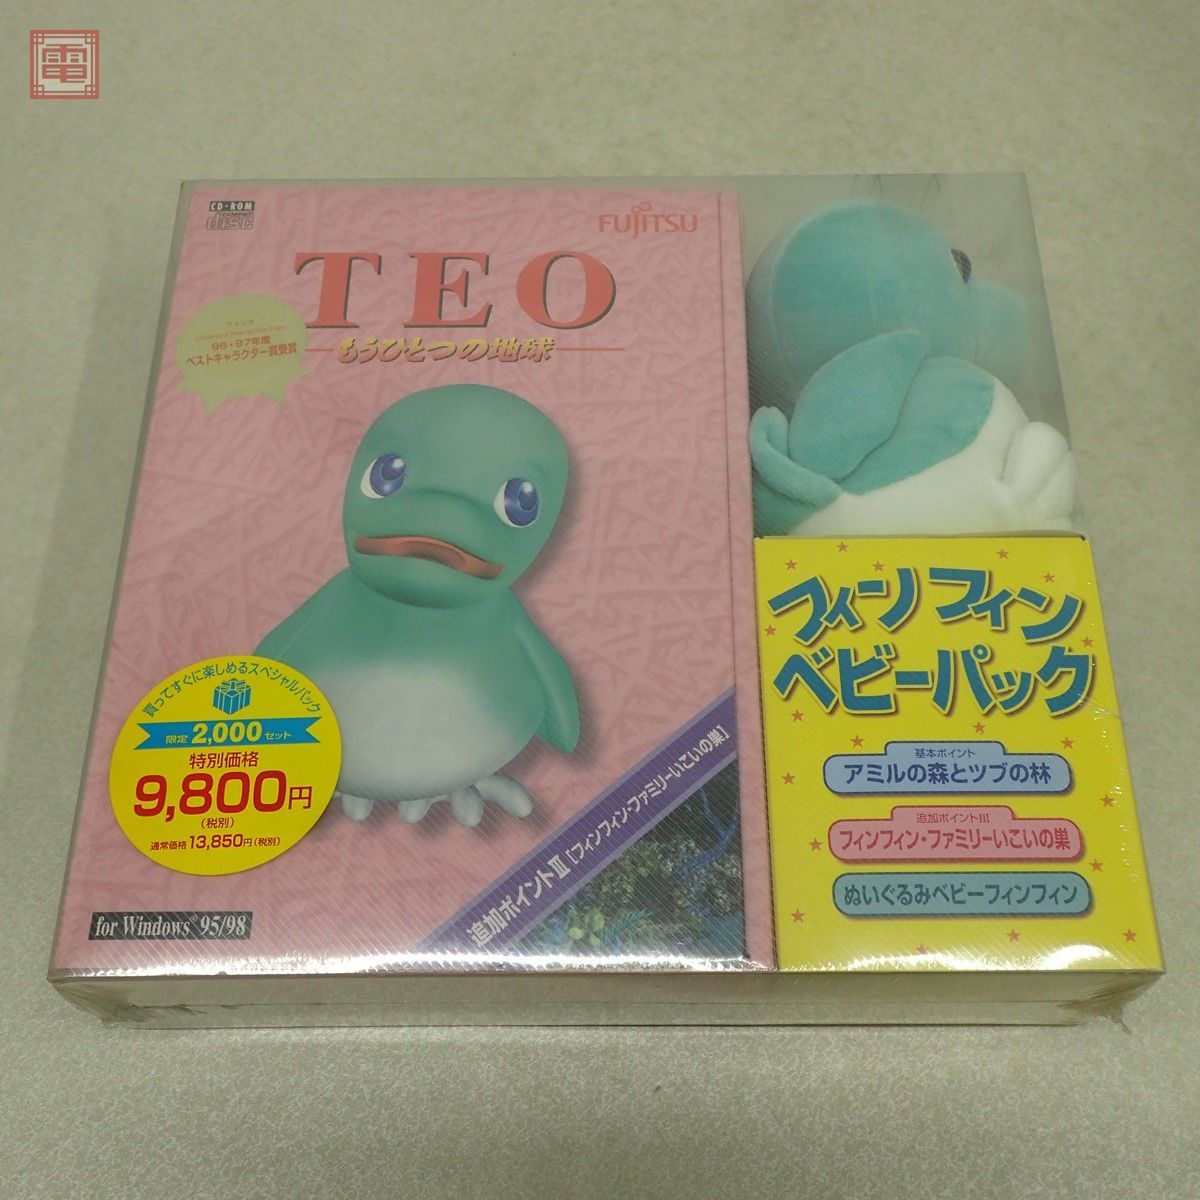 電
CD-ROM
COMPACT
disc
FUJITSU
TEO
もうひとつの地球
アメリカ
96・97年度
ベストキャラクター賞受賞
買ってすぐに楽しめるスペシャルパック
限定 2,000 セット
特別価格
9,800円
(税別)
通常価格 13,850円(税別)
for Windows® 95/98
追加ポイントⅢ [フィンフィン・ファミリーいこいの巣]
フィンフィン
ベビーパック
基本ポイント
アミルの森とツブの林
追加ポイントⅢ
フィンフィン・ファミリーいこいの巣
ぬいぐるみベビーフィンフィン